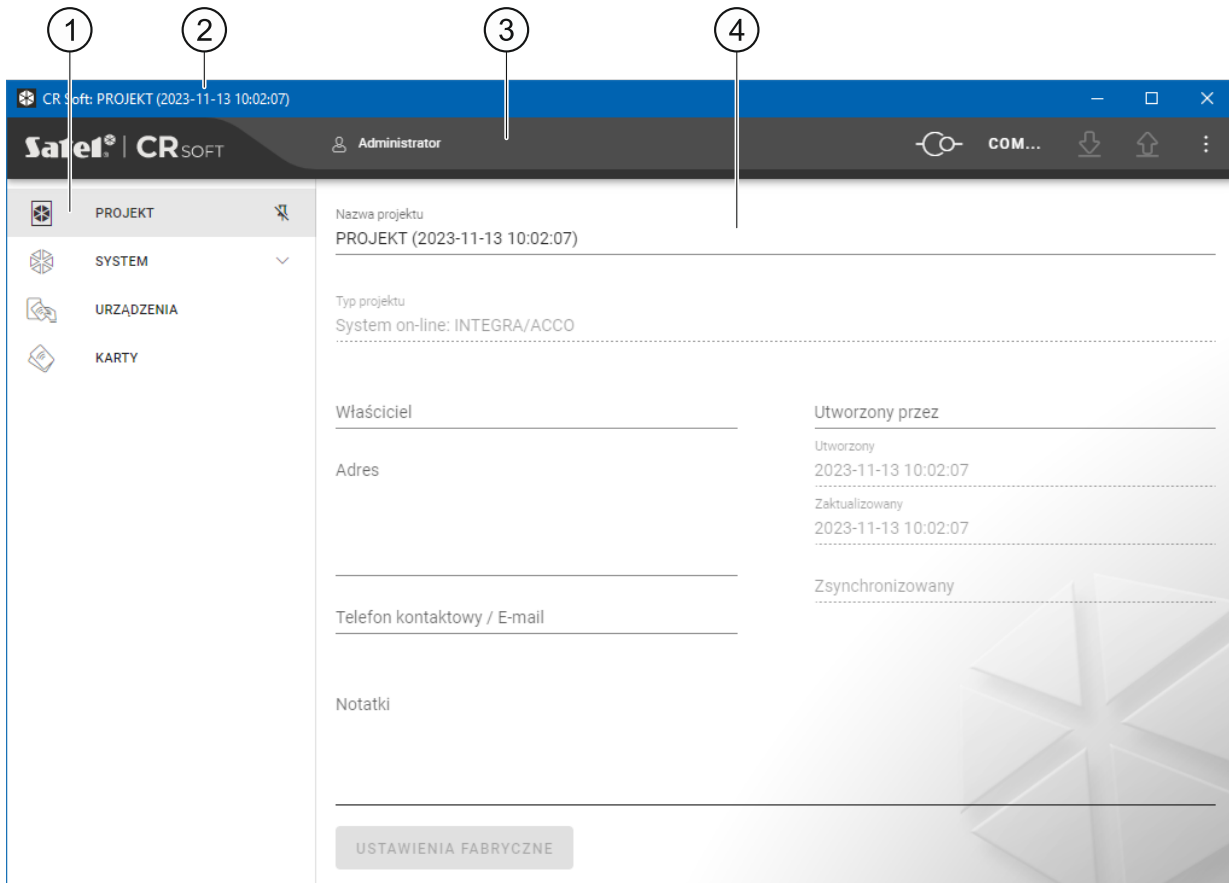 1 2 3 4
CR Soft: PROJEKT (2023-11-13 10:02:07)
Satel® | CR SOFT
Administrator
COM...
PROJEKT
SYSTEM
URZĄDZENIA
KARTY
Nazwa projektu
PROJEKT (2023-11-13 10:02:07)
Typ projektu
System on-line: INTEGRA/ACCO
Właściciel
Adres
Telefon kontaktowy / E-mail
Utworzony przez
Utworzony
2023-11-13 10:02:07
Zaktualizowany
2023-11-13 10:02:07
Zsynchronizowany
Notatki
USTAWIENIA FABRYCZNE